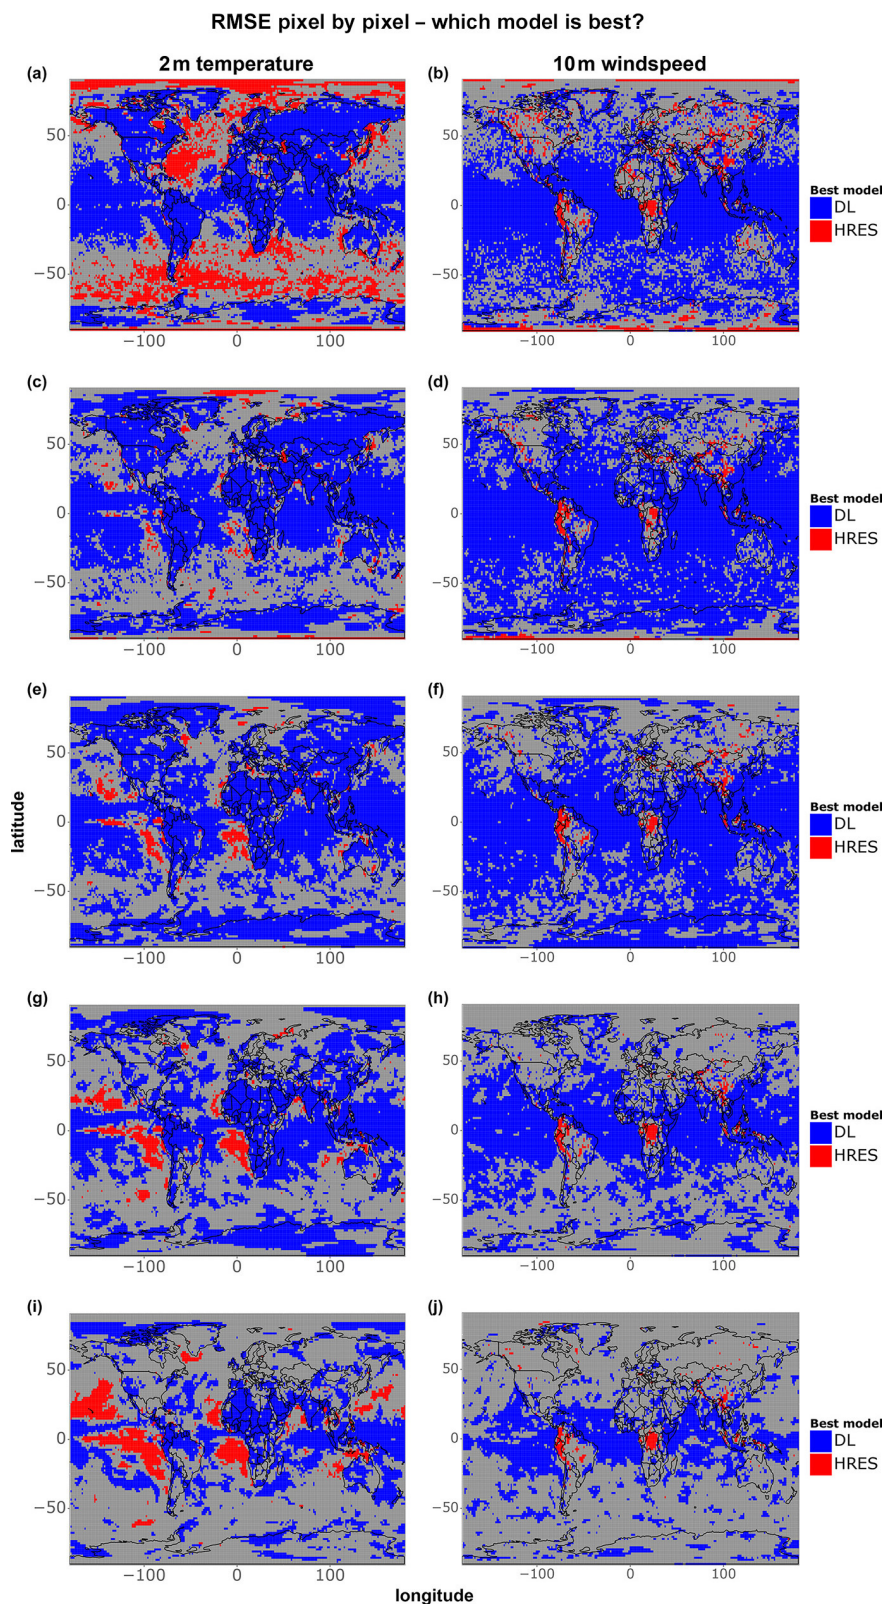 RMSE pixel by pixel – which model is best?
2 m temperature
10 m windspeed
(a)
50
0
−50
−100 0 100
(b)
50
0
−50
−100 0 100
Best model
DL
HRES
(c)
50
0
−50
−100 0 100
(d)
50
0
−50
−100 0 100
Best model
DL
HRES
(e)
50
0
−50
−100 0 100
(f)
50
0
−50
−100 0 100
Best model
DL
HRES
latitude
(g)
50
0
−50
−100 0 100
(h)
50
0
−50
−100 0 100
Best model
DL
HRES
(i)
50
0
−50
−100 0 100
(j)
50
0
−50
−100 0 100
Best model
DL
HRES
longitude